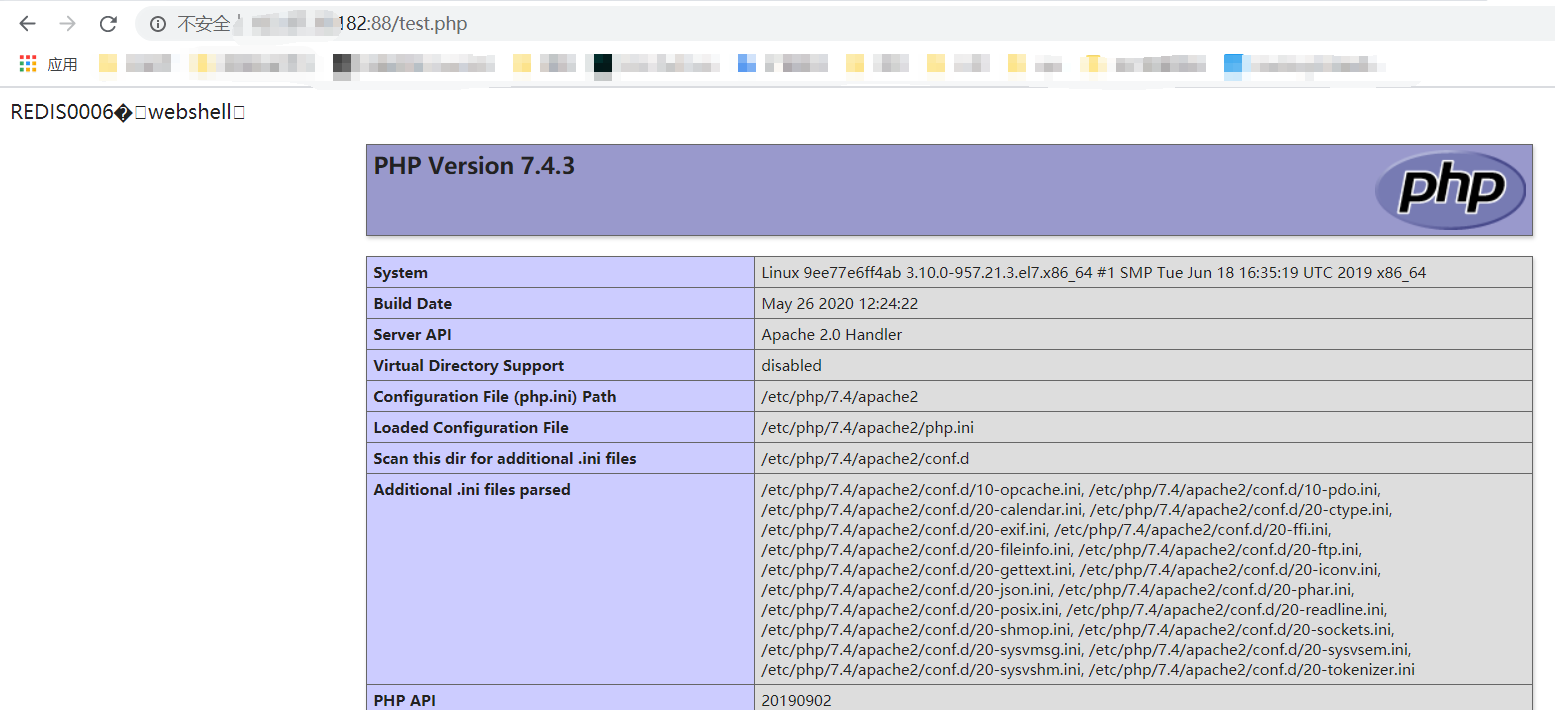 不安全
182:88/test.php
应用
REDIS0006� webshell
PHP Version 7.4.3
php
System Linux 9ee77e6ff4ab 3.10.0-957.21.3.el7.x86_64 #1 SMP Tue Jun 18 16:35:19 UTC 2019 x86_64
Build Date May 26 2020 12:24:22
Server API Apache 2.0 Handler
Virtual Directory Support disabled
Configuration File (php.ini) Path /etc/php/7.4/apache2
Loaded Configuration File /etc/php/7.4/apache2/php.ini
Scan this dir for additional .ini files /etc/php/7.4/apache2/conf.d
Additional .ini files parsed /etc/php/7.4/apache2/conf.d/10-opcache.ini, /etc/php/7.4/apache2/conf.d/10-pdo.ini,
/etc/php/7.4/apache2/conf.d/20-calendar.ini, /etc/php/7.4/apache2/conf.d/20-ctype.ini,
/etc/php/7.4/apache2/conf.d/20-exif.ini, /etc/php/7.4/apache2/conf.d/20-ffi.ini,
/etc/php/7.4/apache2/conf.d/20-fileinfo.ini, /etc/php/7.4/apache2/conf.d/20-ftp.ini,
/etc/php/7.4/apache2/conf.d/20-gettext.ini, /etc/php/7.4/apache2/conf.d/20-iconv.ini,
/etc/php/7.4/apache2/conf.d/20-json.ini, /etc/php/7.4/apache2/conf.d/20-phar.ini,
/etc/php/7.4/apache2/conf.d/20-posix.ini, /etc/php/7.4/apache2/conf.d/20-readline.ini,
/etc/php/7.4/apache2/conf.d/20-shmop.ini, /etc/php/7.4/apache2/conf.d/20-sockets.ini,
/etc/php/7.4/apache2/conf.d/20-sysvmsg.ini, /etc/php/7.4/apache2/conf.d/20-sysvsem.ini,
/etc/php/7.4/apache2/conf.d/20-sysvshm.ini, /etc/php/7.4/apache2/conf.d/20-tokenizer.ini
PHP API 20190902